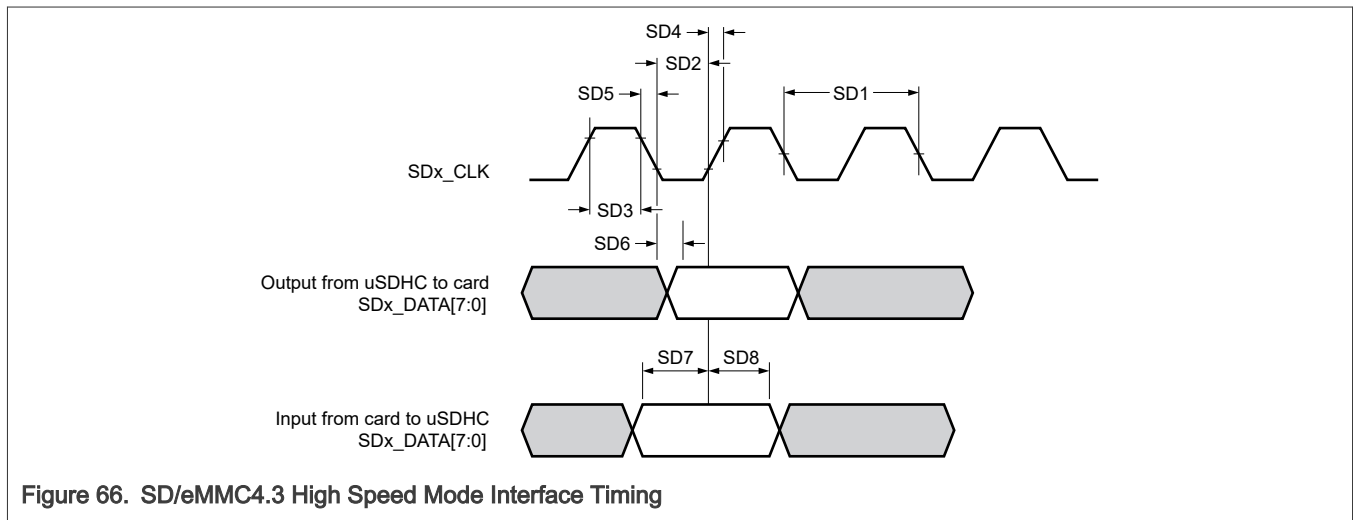 SD4
SD2
SD5
SD1
SDx_CLK
SD3
SD6
Output from uSDHC to card
SDx_DATA[7:0]
SD7
SD8
Input from card to uSDHC
SDx_DATA[7:0]
Figure 66. SD/eMMC4.3 High Speed Mode Interface Timing